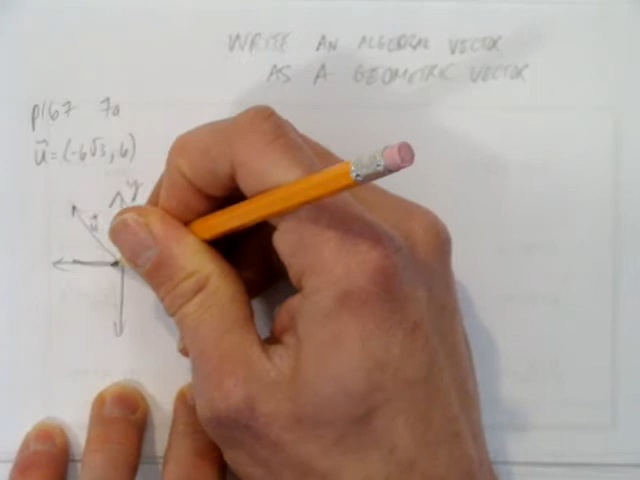 WRITE AN ALGEBRAIC VECTOR
AS A GEOMETRIC VECTOR
p167 7a
u⃗ = (-6√3, 6)
y
u⃗